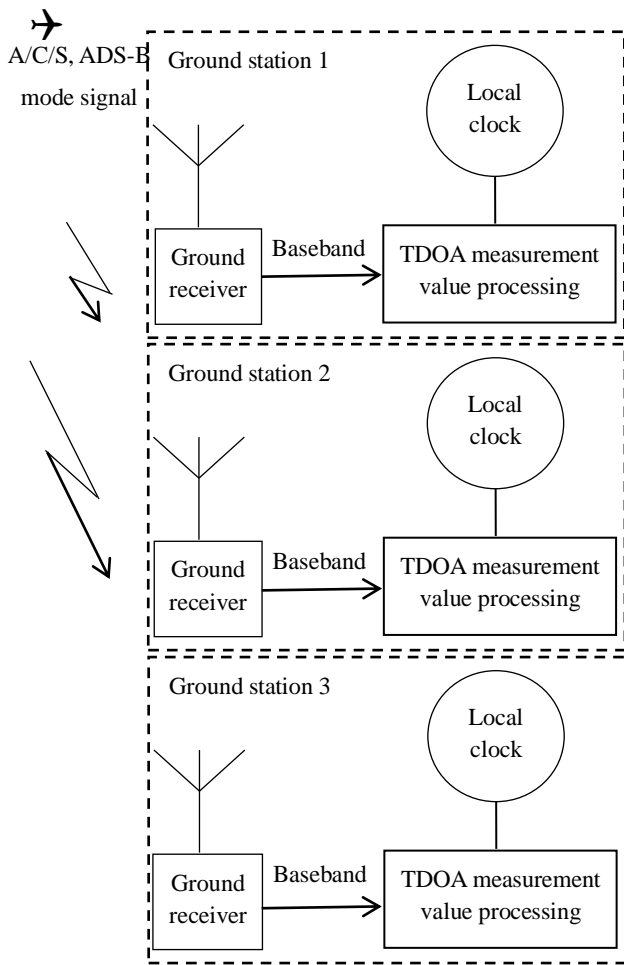 A/C/S, ADS-B
mode signal
Ground station 1
Local
clock
Ground
receiver
Baseband
TDOA measurement
value processing
Ground station 2
Local
clock
Ground
receiver
Baseband
TDOA measurement
value processing
Ground station 3
Local
clock
Ground
receiver
Baseband
TDOA measurement
value processing